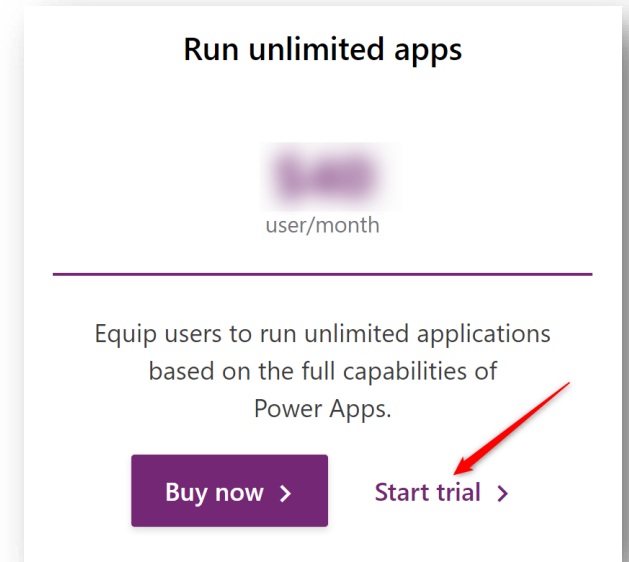 Run unlimited apps
user/month
Equip users to run unlimited applications
based on the full capabilities of
Power Apps.
Buy now >
Start trial >